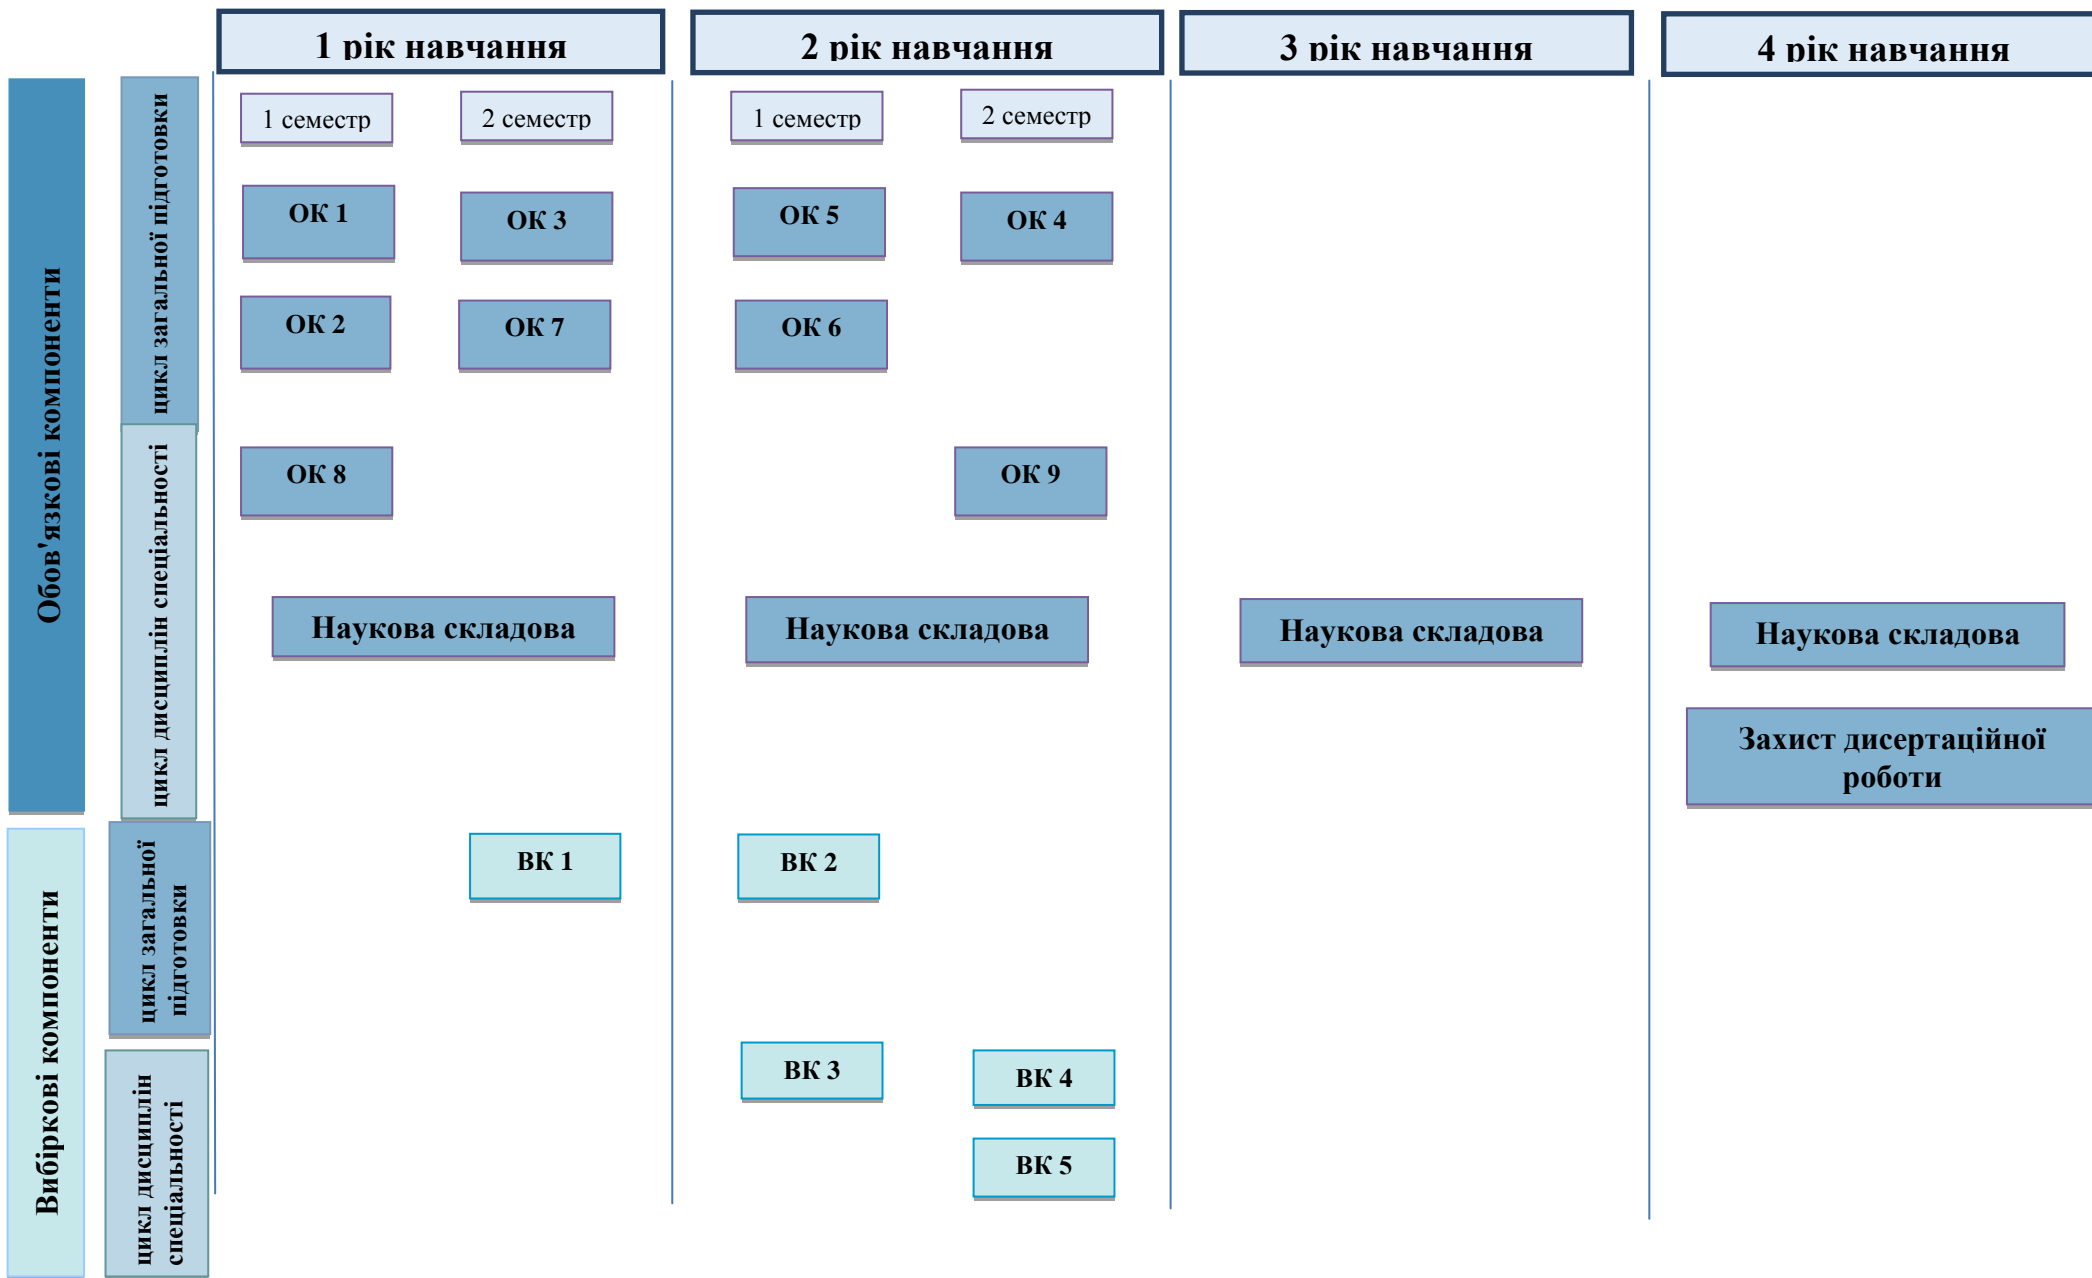 1 рік навчання
2 рік навчання
3 рік навчання
4 рік навчання
Обов'язкові компоненти
цикл загальної підготовки
1 семестр
2 семестр
1 семестр
2 семестр
ОК 1
ОК 3
ОК 5
ОК 4
ОК 2
ОК 7
ОК 6
цикл дисциплін спеціальності
ОК 8
ОК 9
Наукова складова
Наукова складова
Наукова складова
Наукова складова
Захист дисертаційної
роботи
Вибіркові компоненти
цикл загальної
підготовки
ВК 1
ВК 2
цикл дисциплін
спеціальності
ВК 3
ВК 4
ВК 5